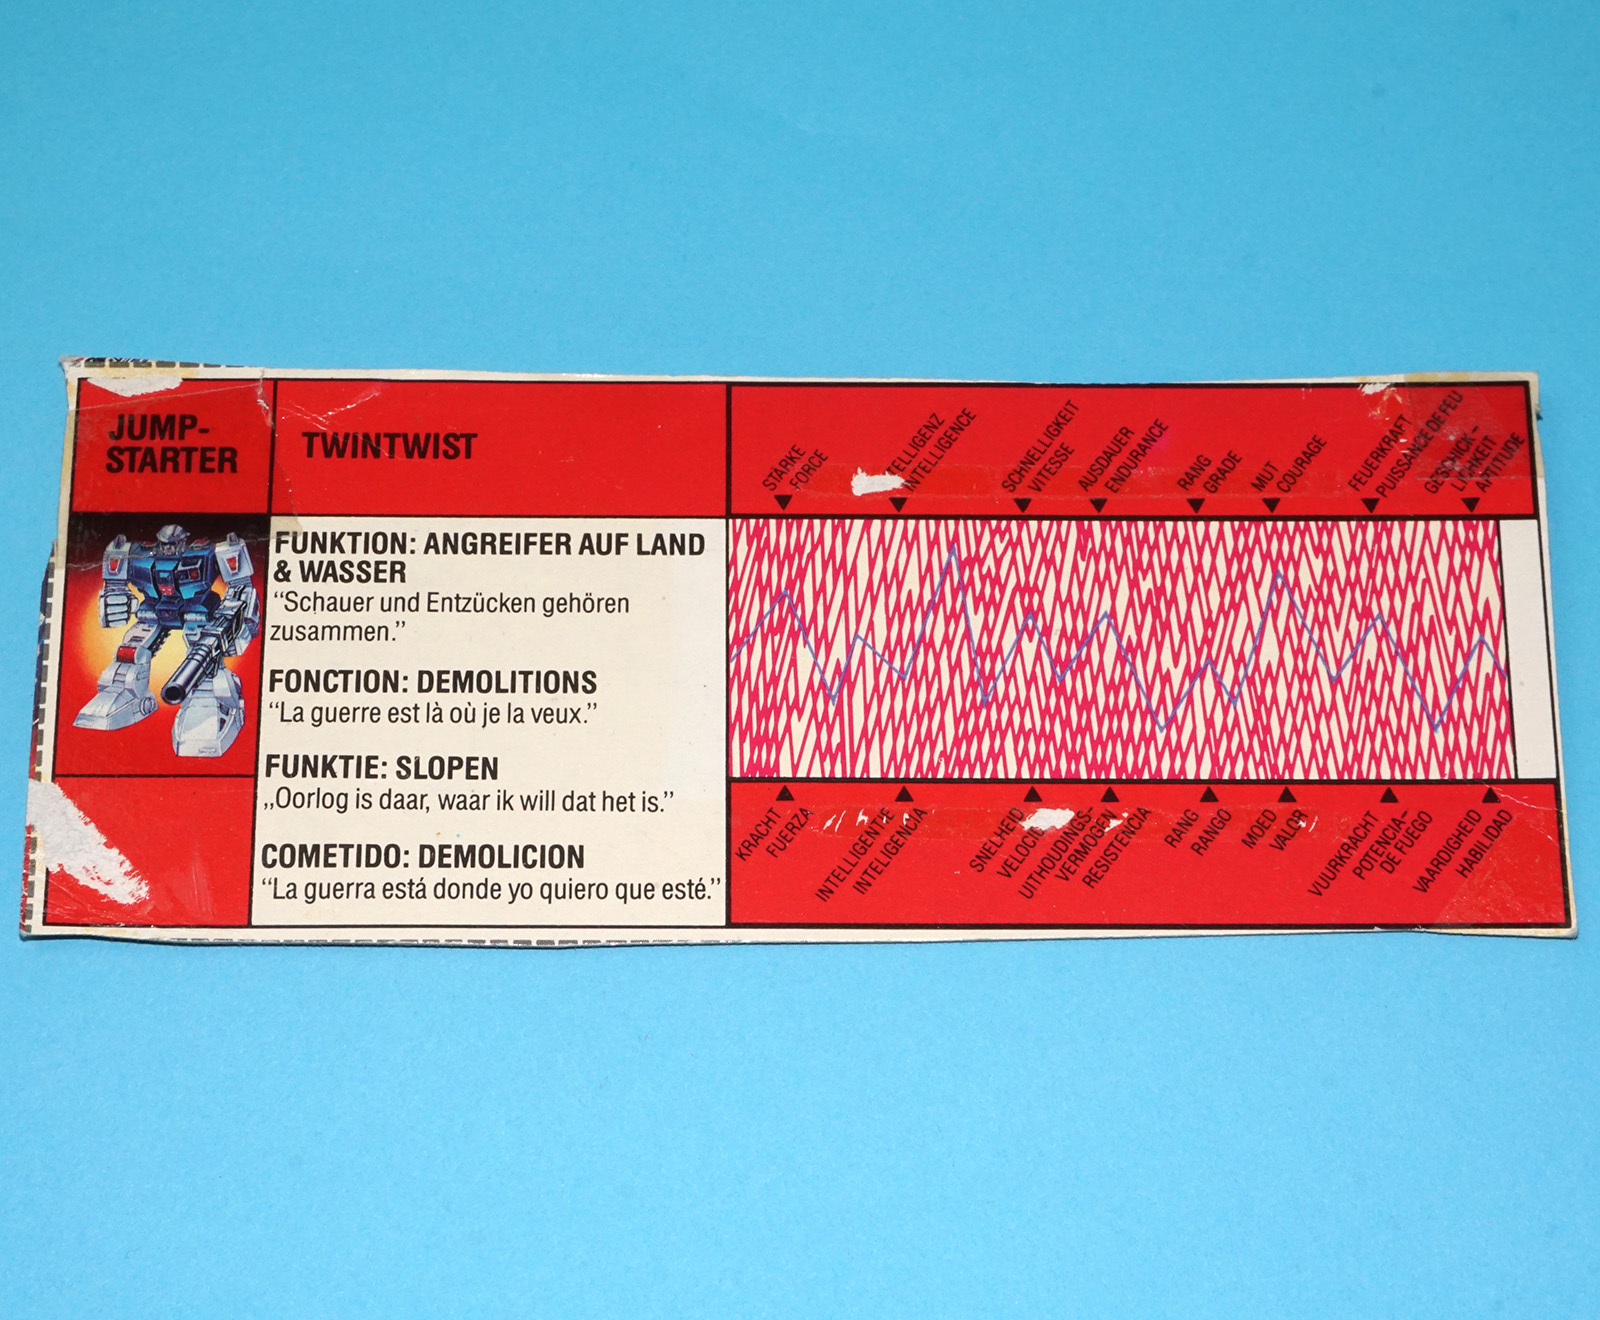 JUMP-
STARTER
TWINTWIST
STÄRKE
FORCE
INTELLIGENCE
SCHNELLIGKEIT
VITESSE
AUSDAUER
ENDURANCE
RANG
GRADE
MUT
COURAGE
FEUERKRAFT
PUISSANCE DE FEU
GESCHICK-
LICHKEIT
APTITUDE
FUNKTION: ANGREIFER AUF LAND
& WASSER
“Schauer und Entzücken gehören
zusammen.”
FONCTION: DEMOLITIONS
“La guerre est là où je la veux.”
FUNKTIE: SLOPEN
„Oorlog is daar, waar ik will dat het is.”
COMETIDO: DEMOLICION
“La guerra está donde yo quiero que esté.”
KRACHT
FUERZA
INTELLIGENTIE
INTELIGENCIA
SNELHEID
UITHOUDINGS-
VERMOGEN
RESISTENCIA
RANG
RANGO
MOED
VALOR
VUURKRACHT
POTENCIA-
DE FUEGO
VAARDIGHEID
HABILIDAD